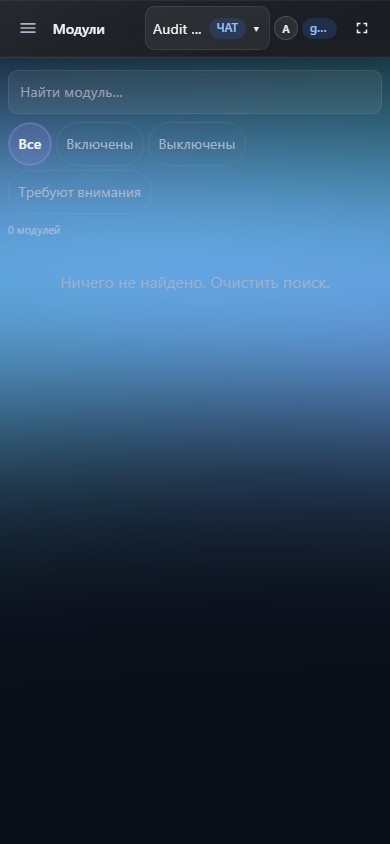 Модули
Audit ... ЧАТ ▾
A
g...
Найти модуль...
Все Включены Выключены
Требуют внимания
0 модулей
Ничего не найдено. Очистить поиск.